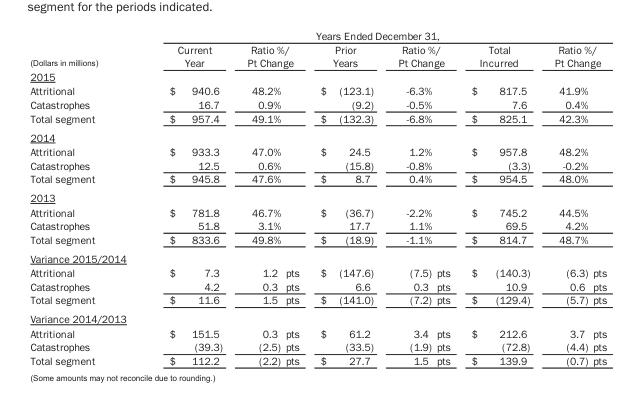 segment for the periods indicated.
Years Ended December 31,
Current Ratio %/ Prior Ratio %/ Total Ratio %/
(Dollars in millions) Year Pt Change Years Pt Change Incurred Pt Change
2015
Attritional $ 940.6 48.2% $ (123.1) -6.3% $ 817.5 41.9%
Catastrophes 16.7 0.9% (9.2) -0.5% 7.6 0.4%
Total segment $ 957.4 49.1% $ (132.3) -6.8% $ 825.1 42.3%
2014
Attritional $ 933.3 47.0% $ 24.5 1.2% $ 957.8 48.2%
Catastrophes 12.5 0.6% (15.8) -0.8% (3.3) -0.2%
Total segment $ 945.8 47.6% $ 8.7 0.4% $ 954.5 48.0%
2013
Attritional $ 781.8 46.7% $ (36.7) -2.2% $ 745.2 44.5%
Catastrophes 51.8 3.1% 17.7 1.1% 69.5 4.2%
Total segment $ 833.6 49.8% $ (18.9) -1.1% $ 814.7 48.7%
Variance 2015/2014
Attritional $ 7.3 1.2 pts $ (147.6) (7.5) pts $ (140.3) (6.3) pts
Catastrophes 4.2 0.3 pts 6.6 0.3 pts 10.9 0.6 pts
Total segment $ 11.6 1.5 pts $ (141.0) (7.2) pts $ (129.4) (5.7) pts
Variance 2014/2013
Attritional $ 151.5 0.3 pts $ 61.2 3.4 pts $ 212.6 3.7 pts
Catastrophes (39.3) (2.5) pts (33.5) (1.9) pts (72.8) (4.4) pts
Total segment $ 112.2 (2.2) pts $ 27.7 1.5 pts $ 139.9 (0.7) pts
(Some amounts may not reconcile due to rounding.)